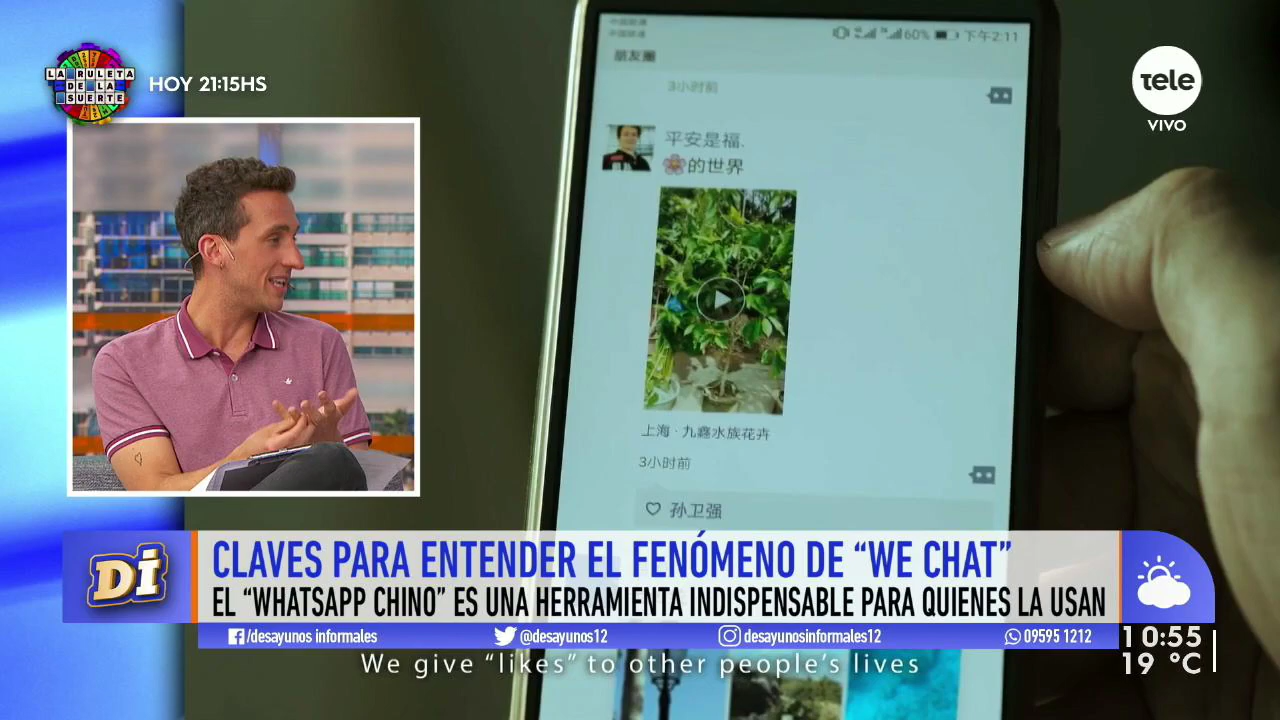 LA RULETA
DE LA
SUERTE
HOY 21:15HS
tele
VIVO
60% 下午2:11
朋友圈
3小时前
平安是福.
🌸的世界
上海 · 九鑫水族花卉
3小时前
孙卫强
Di
CLAVES PARA ENTENDER EL FENÓMENO DE “WE CHAT”
EL “WHATSAPP CHINO” ES UNA HERRAMIENTA INDISPENSABLE PARA QUIENES LA USAN
/desayunos informales @desayunos12 desayunosinformales12 09595 1212
10:55
19 °C
We give “likes” to other people’s lives